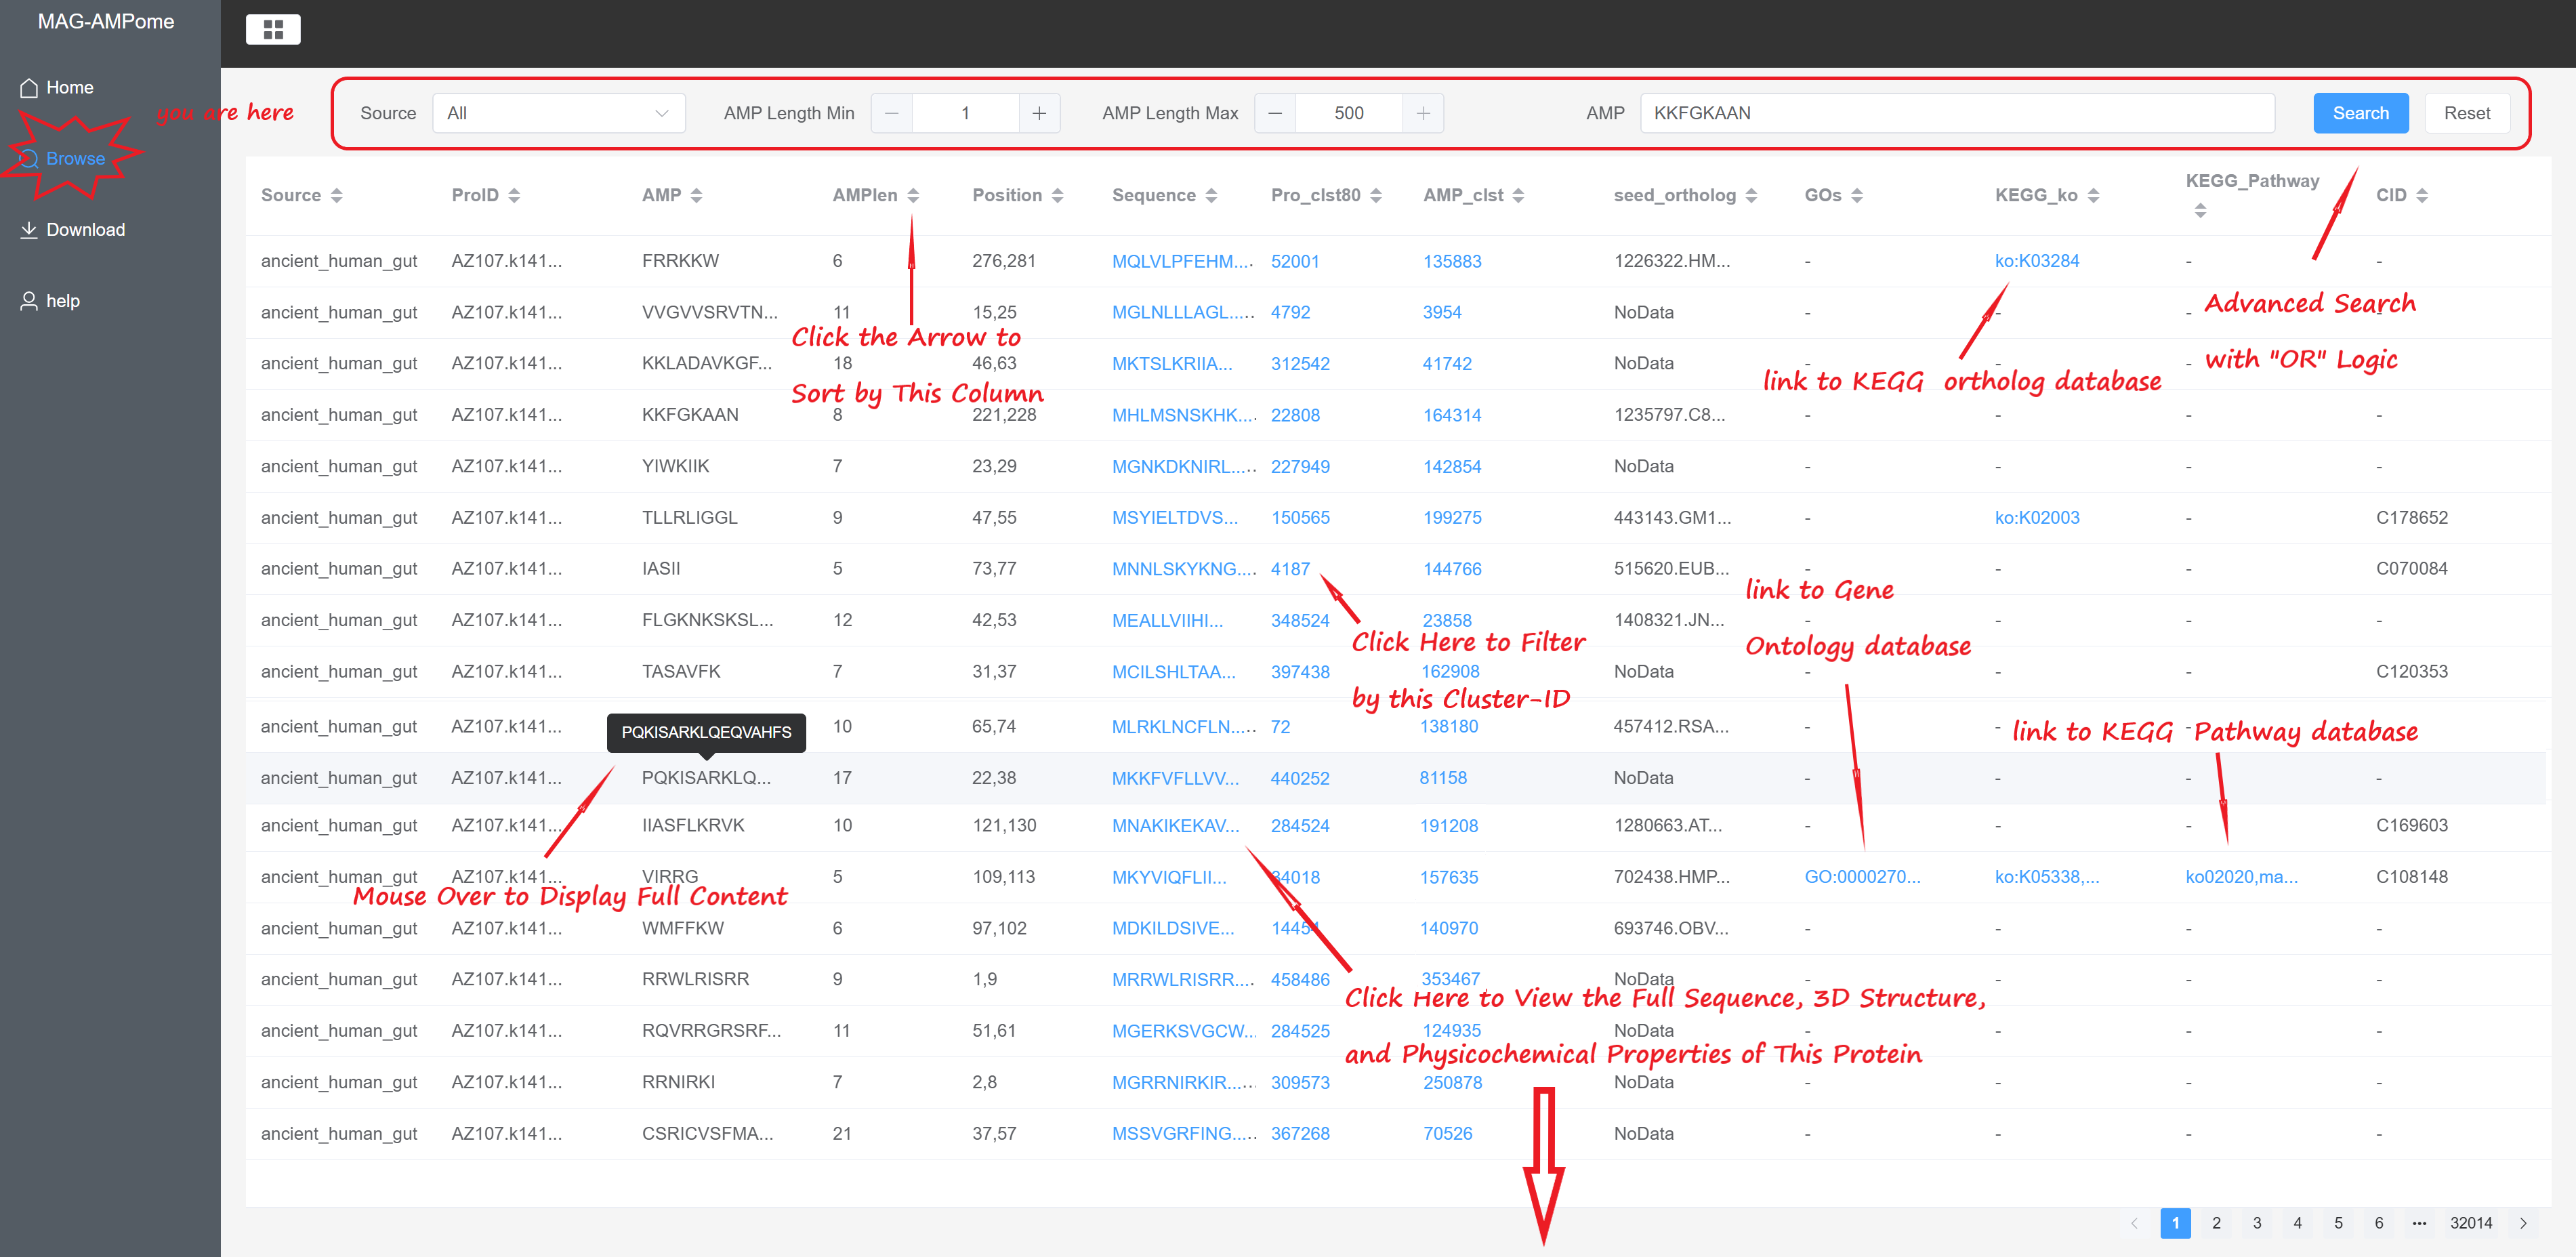 MAG-AMPome
Home
you are here
Browse
Download
help
Source All AMP Length Min 1 AMP Length Max 500 AMP KKFGKAAN Search Reset
Source ProID AMP AMPlen Position Sequence Pro_clst80 AMP_clst seed_ortholog GOs KEGG_ko KEGG_Pathway CID
ancient_human_gut AZ107.k141... FRRKKW 6 276,281 MQLVLPFEHM.... 52001 135883 1226322.HM... - ko:K03284 - -
ancient_human_gut AZ107.k141... VVGVVSRVTN... 11 15,25 MGLNLLLAGL..... 4792 3954 NoData - - - -
ancient_human_gut AZ107.k141... KKLADAVKGF... 18 46,63 MKTSLKRIIA... 312542 41742 NoData - - - -
ancient_human_gut AZ107.k141... KKFGKAAN 8 221,228 MHLMSNSKHK.... 22808 164314 1235797.C8... - - - -
ancient_human_gut AZ107.k141... YIWKIIK 7 23,29 MGNKDKNIRL..... 227949 142854 NoData - - - -
ancient_human_gut AZ107.k141... TLLRLIGGL 9 47,55 MSYIELTDVS... 150565 199275 443143.GM1... - ko:K02003 - C178652
ancient_human_gut AZ107.k141... IASII 5 73,77 MNNLSKYKNG.... 4187 144766 515620.EUB... - - - C070084
ancient_human_gut AZ107.k141... FLGKNKSKSL... 12 42,53 MEALLVIIHI... 348524 23858 1408321.JN... - - - -
ancient_human_gut AZ107.k141... TASAVFK 7 31,37 MCILSHLTAA... 397438 162908 NoData - - - C120353
ancient_human_gut AZ107.k141... 10 65,74 MLRKLNCFLN..... 72 138180 457412.RSA... - - - -
PQKISARKLQEQVAHFS
ancient_human_gut AZ107.k141... PQKISARKLQ... 17 22,38 MKKFVFLLVV... 440252 81158 NoData - - - -
ancient_human_gut AZ107.k141... IIASFLKRVK 10 121,130 MNAKIKEKAV... 284524 191208 1280663.AT... - - - C169603
ancient_human_gut AZ107.k141... VIRRG 5 109,113 MKYVIQFLII... 34018 157635 702438.HMP... GO:0000270... ko:K05338,... ko02020,ma... C108148
ancient_human_gut AZ107.k141... WMFFKW 6 97,102 MDKILDSIVE... 14454 140970 693746.OBV... - - - -
ancient_human_gut AZ107.k141... RRWLRISRR 9 1,9 MRRWLRISRR.... 458486 353467 NoData - - - -
ancient_human_gut AZ107.k141... RQVRRGRSRF... 11 51,61 MGERKSVGCW... 284525 124935 NoData - - - -
ancient_human_gut AZ107.k141... RRNIRKI 7 2,8 MGRRNIRKIR..... 309573 250878 NoData - - - -
ancient_human_gut AZ107.k141... CSRICVSFMA... 21 37,57 MSSVGRFING..... 367268 70526 NoData - - - -
Click the Arrow to
Sort by This Column
link to KEGG ortholog database
Advanced Search
with "OR" Logic
Click Here to Filter
by this Cluster-ID
link to Gene
Ontology database
link to KEGG Pathway database
Mouse Over to Display Full Content
Click Here to View the Full Sequence, 3D Structure,
and Physicochemical Properties of This Protein
1 2 3 4 5 6 ••• 32014